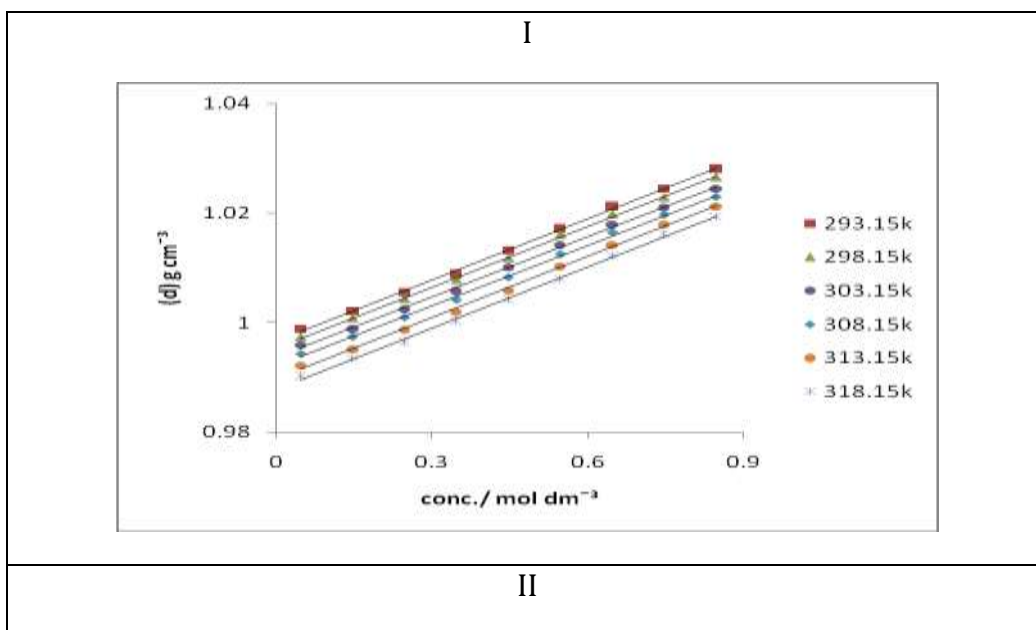 I
1.04
1.02
1
0.98
(d) g cm⁻³
0
0.3
0.6
0.9
conc./ mol dm⁻³
293.15k
298.15k
303.15k
308.15k
313.15k
318.15k
II